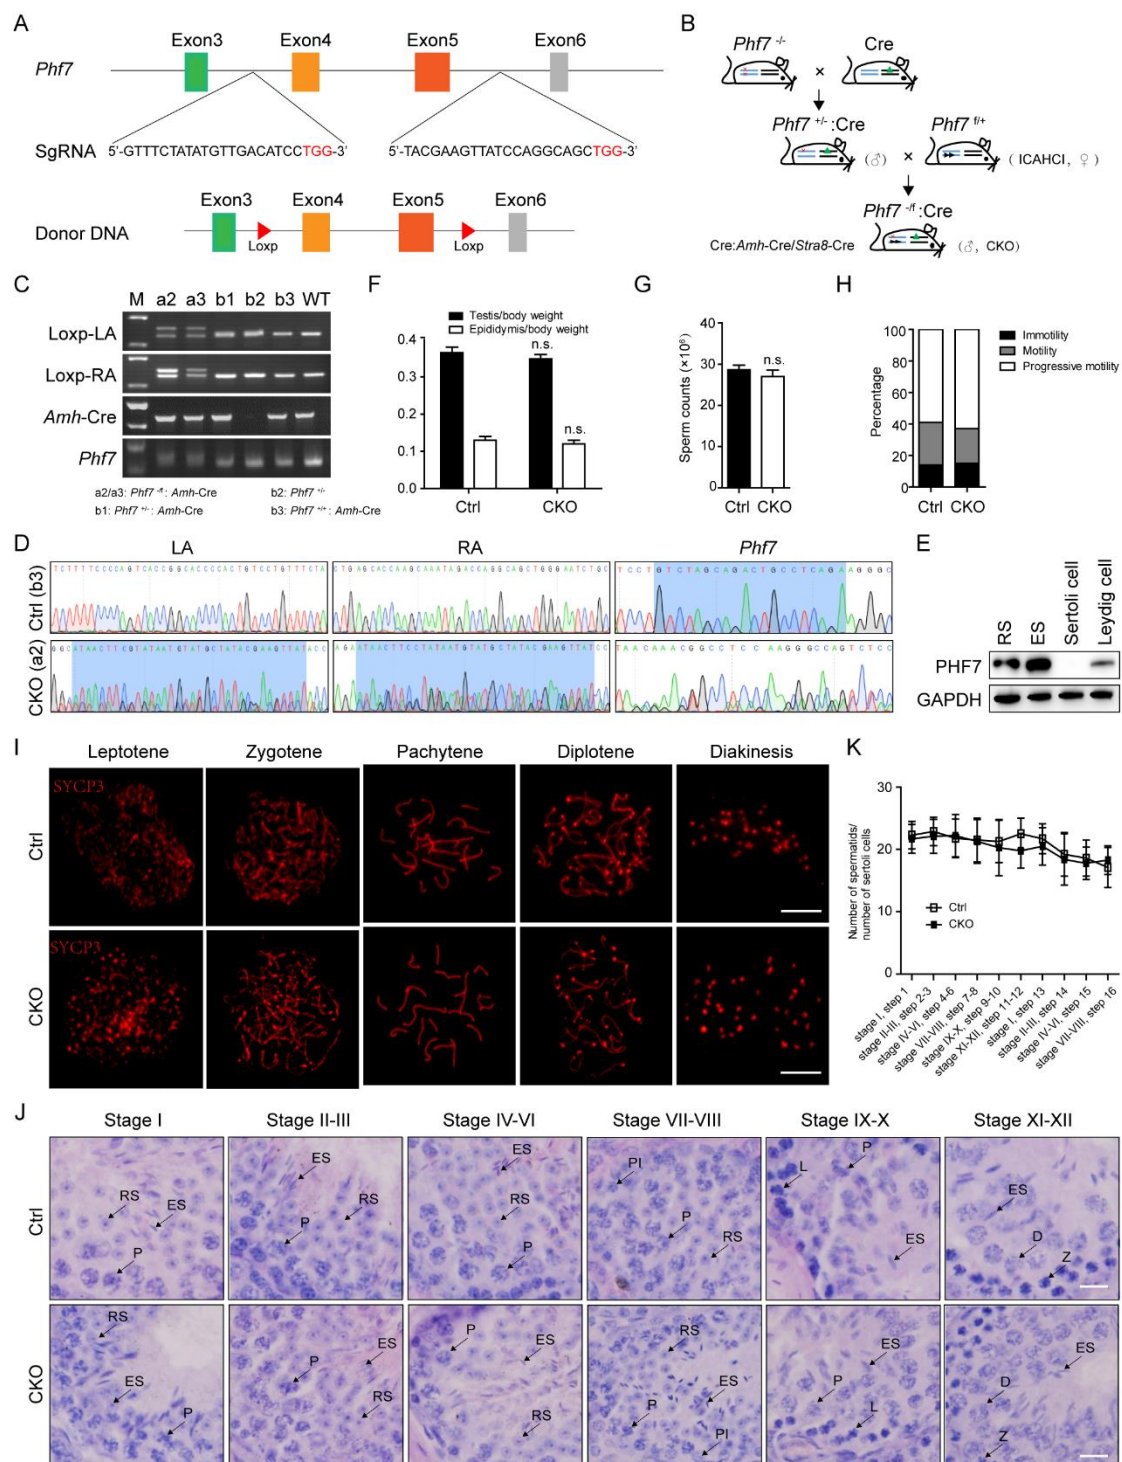 A
Exon3 Exon4 Exon5 Exon6
Phf7
SgRNA 5'-GTTTCTATATGTTGACATCCTGG-3' 5'-TACGAAGTTATCCAGGCAGCTGG-3'
Exon3 Exon4 Exon5 Exon6
Donor DNA
Loxp Loxp
B
Phf7 -/- Cre
×
Phf7 +/- :Cre Phf7 f/+
(♂) × (ICAHCI, ♀)
Phf7 -/f :Cre
Cre:Amh-Cre/Stra8-Cre (♂, CKO)
C
M a2 a3 b1 b2 b3 WT
Loxp-LA
Loxp-RA
Amh-Cre
Phf7
a2/a3: Phf7 -/f: Amh-Cre b2: Phf7 +/-
b1: Phf7 +/-: Amh-Cre b3: Phf7 +/+: Amh-Cre
F
Testis/body weight
Epididymis/body weight
0.4
0.3
0.2
0.1
0.0
n.s.
n.s.
Ctrl CKO
G
Sperm counts (×10⁶)
40
30
20
10
0
n.s.
Ctrl CKO
H
Percentage
100
80
60
40
20
0
Ctrl CKO
Immotility
Motility
Progressive motility
D
LA RA Phf7
Ctrl (b3)
TCTTTTCCCCAGTCACCGGCACCCCACTGTCCTGTTTCTA CTGAGCACCAAGCAAATAGACCAGGCAGCTGGGAATCTGC TCCTGTCTAGCAGACTGCCTCAGAAGGGC
CKO (a2)
GGCATAACTTCGTATAATGTATGCTATACGAAGTTATACC AGAATAACTTCCTATAATGTATGCTATACGAAGTTATCC TAACAAACGGCCTCCAAGGGCCAGTCTCC
E
RS ES Sertoli cell Leydig cell
PHF7
GAPDH
I
Leptotene Zygotene Pachytene Diplotene Diakinesis
Ctrl
SYCP3
CKO
SYCP3
K
Number of spermatids/
number of sertoli cells
30
20
10
0
Ctrl
CKO
stage I, step 1
stage II-III, step 2-3
stage IV-VI, step 4-6
stage VII-VIII, step 7-8
stage IX-X, step 9-10
stage XI-XII, step 11-12
stage I, step 13
stage II-III, step 14
stage IV-VI, step 15
stage VII-VIII, step 16
J
Stage I Stage II-III Stage IV-VI Stage VII-VIII Stage IX-X Stage XI-XII
Ctrl
RS ES P
ES RS P
ES RS P
PI P RS
L P ES
ES D Z
CKO
RS ES P
P ES RS
P ES RS
RS ES P PI
ES P L
ES D Z